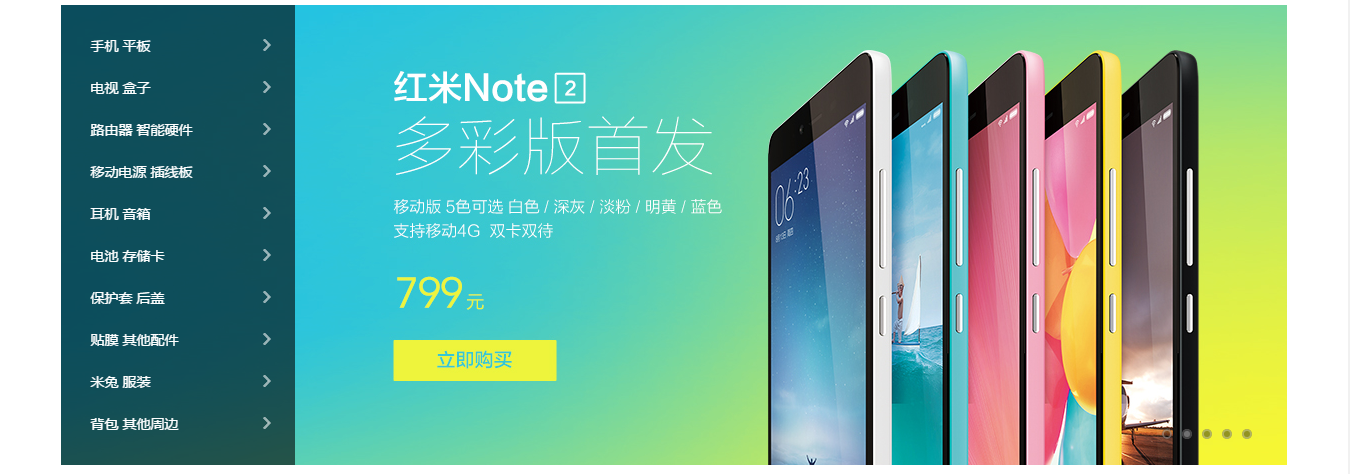 手机 平板
电视 盒子
路由器 智能硬件
移动电源 插线板
耳机 音箱
电池 存储卡
保护套 后盖
贴膜 其他配件
米兔 服装
背包 其他周边
红米Note 2
多彩版首发
移动版 5色可选 白色 / 深灰 / 淡粉 / 明黄 / 蓝色
支持移动4G 双卡双待
799元
立即购买
06:23